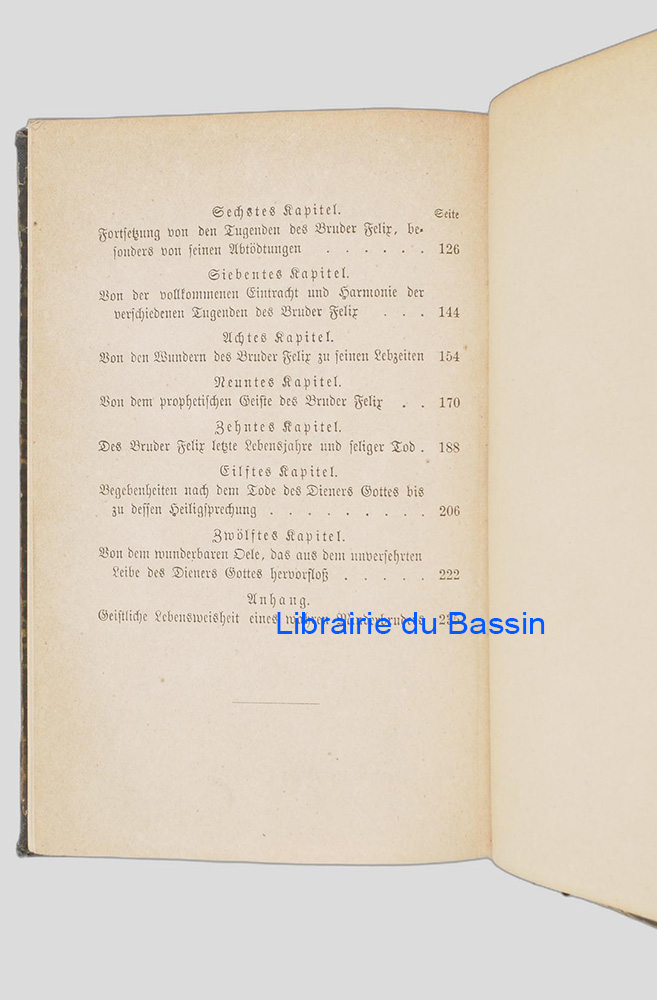 Sechstes Kapitel.
Seite
Fortsetzung von den Tugenden des Bruder Felix, be-
sonders von seinen Abtödtungen . . . . . . 126
Siebentes Kapitel.
Von der vollkommenen Eintracht und Harmonie der
verschiedenen Tugenden des Bruder Felix . . . 144
Achtes Kapitel.
Von den Wundern des Bruder Felix zu seinen Lebzeiten 154
Neuntes Kapitel.
Von dem prophetischen Geiste des Bruder Felix . . 170
Zehntes Kapitel.
Des Bruder Felix letzte Lebensjahre und seliger Tod . 188
Eilftes Kapitel.
Begebenheiten nach dem Tode des Dieners Gottes bis
zu dessen Heiligsprechung . . . . . . . . . 206
Zwölftes Kapitel.
Von dem wunderbaren Oele, das aus dem unversehrten
Leibe des Dieners Gottes hervorfloß . . . . . 222
Anhang.
Geistliche Lebensweisheit eines wahren
Librairie du Bassin